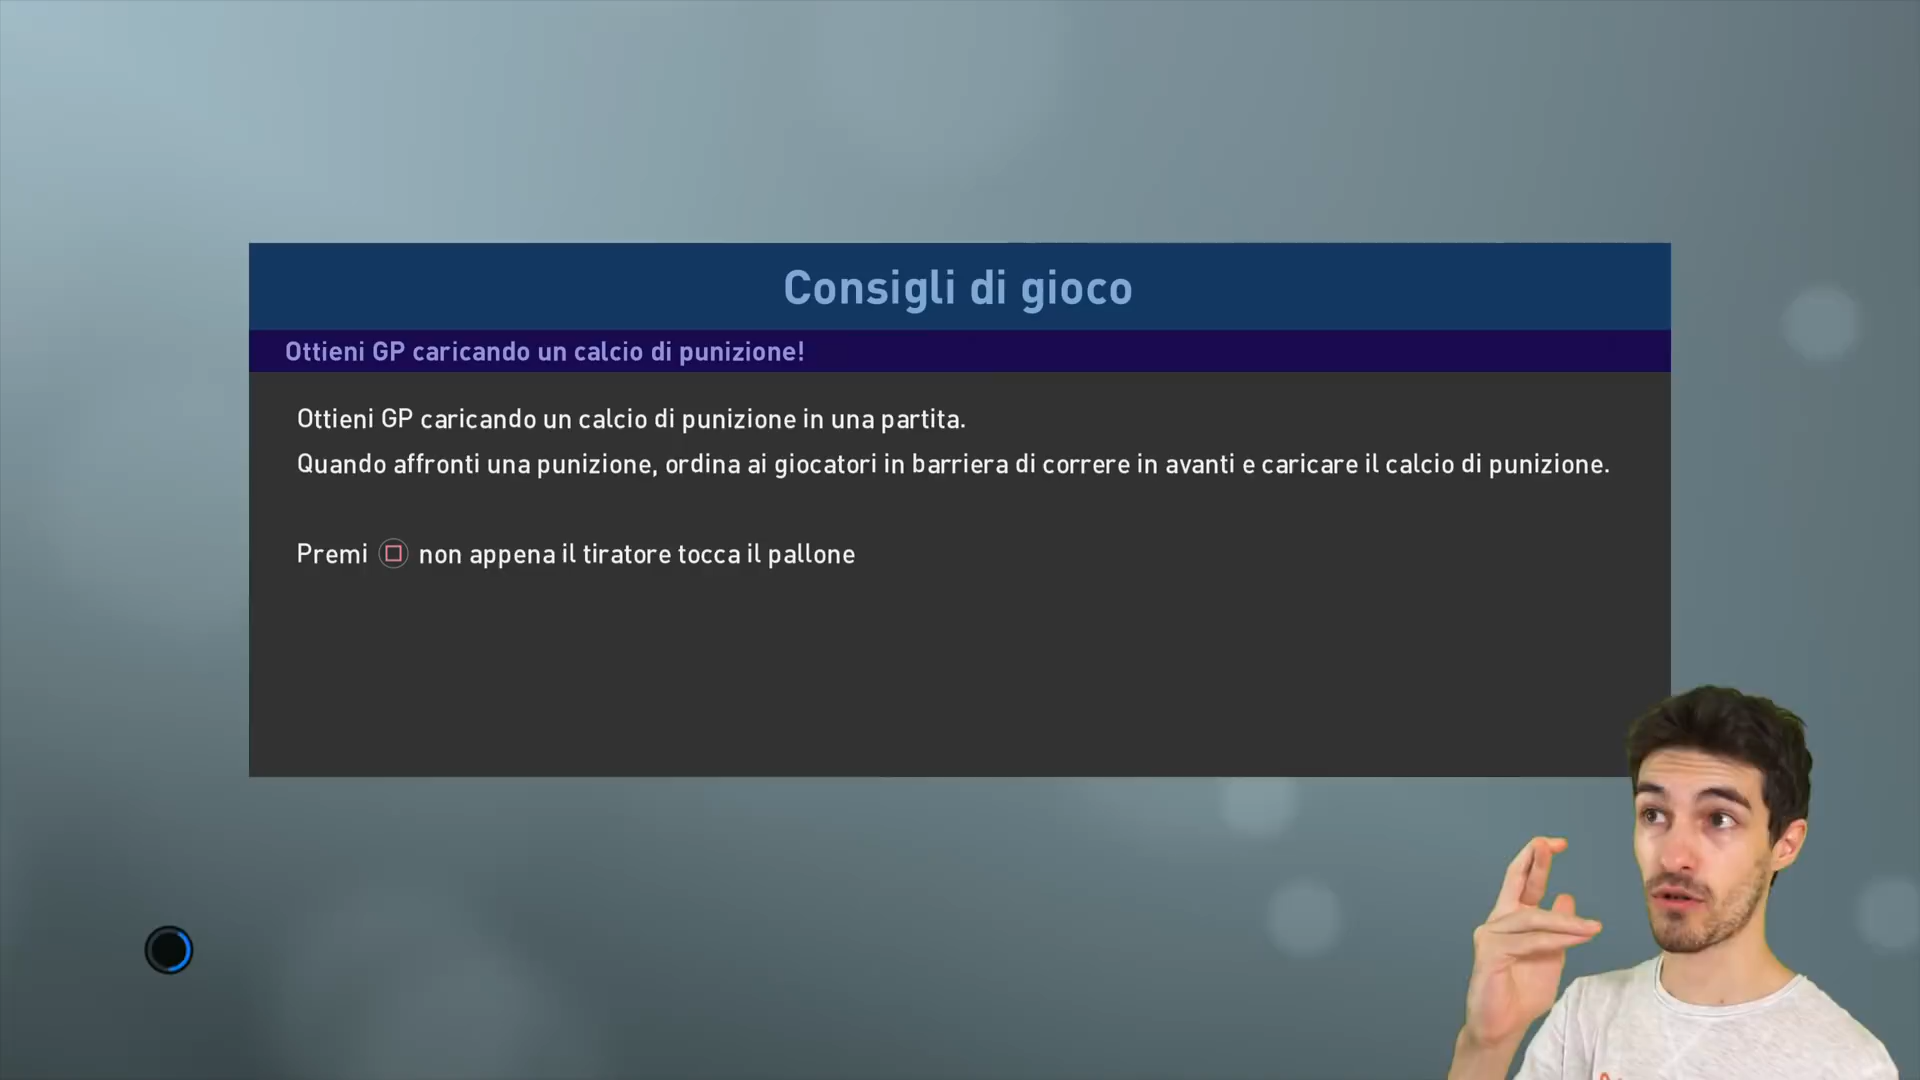 Consigli di gioco
Ottieni GP caricando un calcio di punizione!
Ottieni GP caricando un calcio di punizione in una partita.
Quando affronti una punizione, ordina ai giocatori in barriera di correre in avanti e caricare il calcio di punizione.
Premi □ non appena il tiratore tocca il pallone